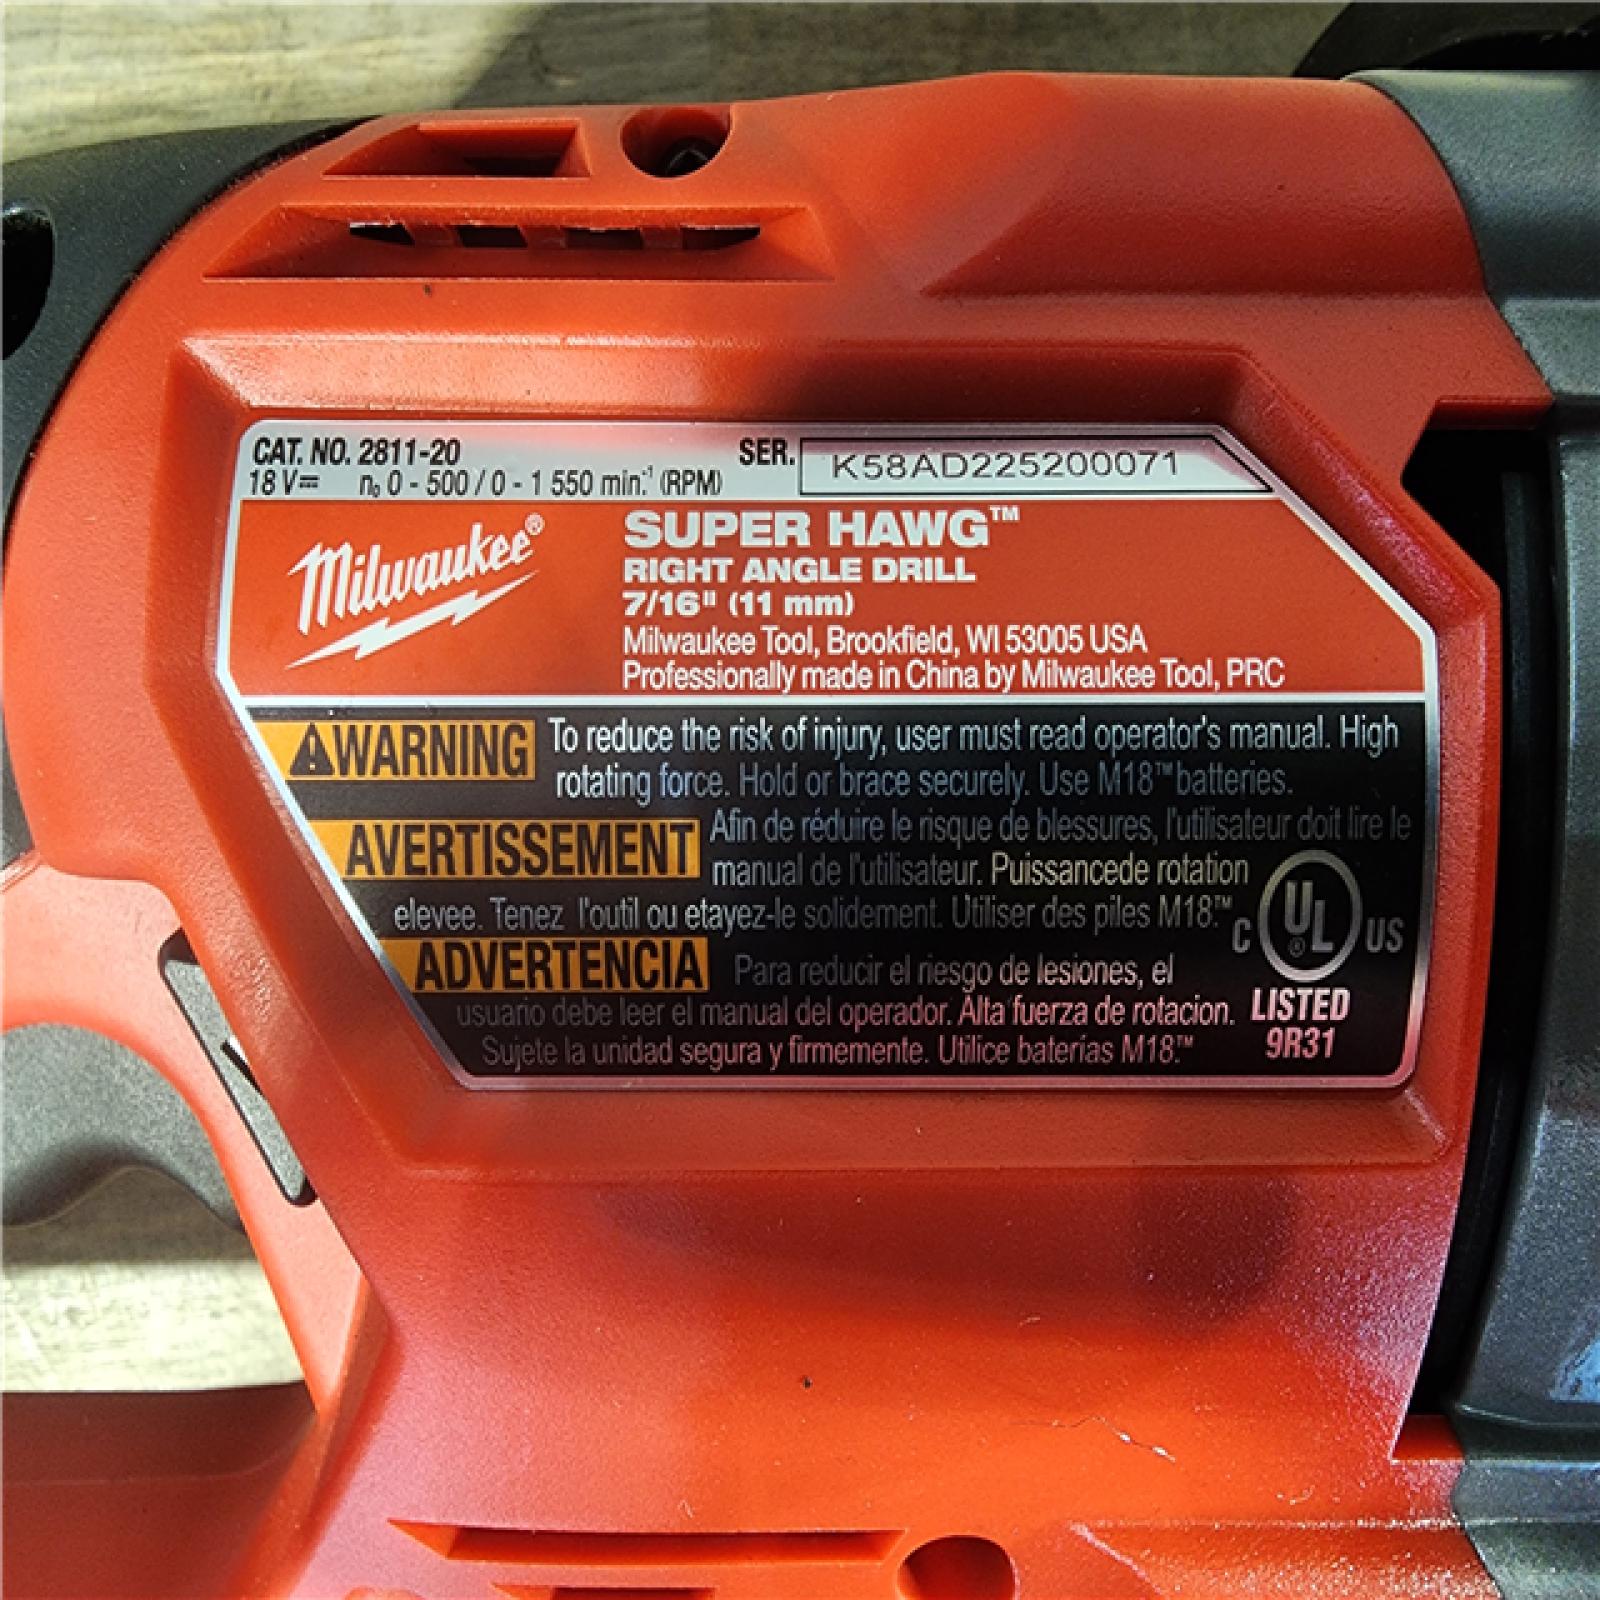 CAT. NO. 2811-20 SER. K58AD225200071
18 V⎓ n₀ 0 - 500 / 0 - 1 550 min.⁻¹ (RPM)
Milwaukee®
SUPER HAWG™
RIGHT ANGLE DRILL
7/16" (11 mm)
Milwaukee Tool, Brookfield, WI 53005 USA
Professionally made in China by Milwaukee Tool, PRC
WARNING To reduce the risk of injury, user must read operator's manual. High
rotating force. Hold or brace securely. Use M18™ batteries.
AVERTISSEMENT Afin de réduire le risque de blessures, l'utilisateur doit lire le
manual de l'utilisateur. Puissancede rotation
elevee. Tenez l'outil ou etayez-le solidement. Utiliser des piles M18.™
ADVERTENCIA Para reducir el riesgo de lesiones, el
usuario debe leer el manual del operador. Alta fuerza de rotacion.
Sujete la unidad segura y firmemente. Utilice baterías M18.™
C UL® US
LISTED
9R31